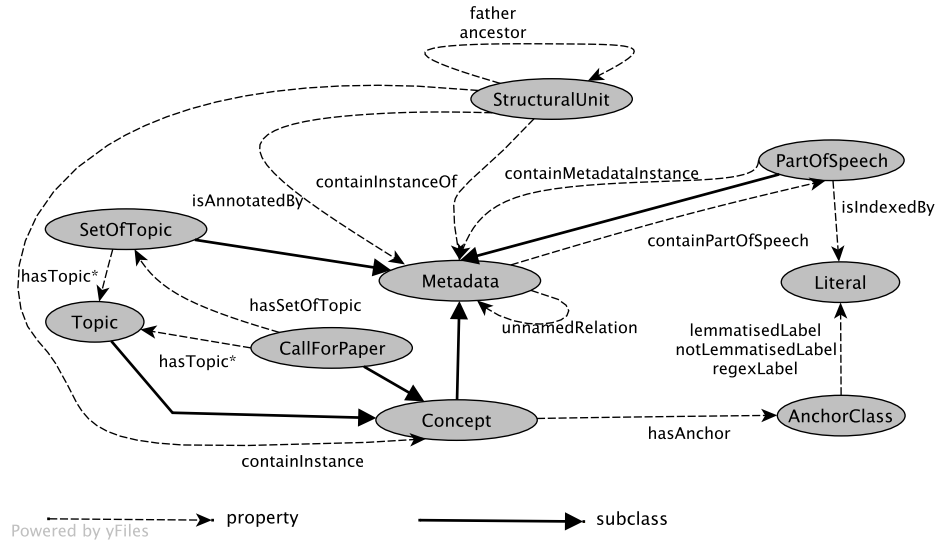 father
ancestor
StructuralUnit
PartOfSpeech
containInstanceOf
containMetadataInstance
isAnnotatedBy
isIndexedBy
SetOfTopic
containPartOfSpeech
hasTopic*
Metadata
Literal
hasSetOfTopic
Topic
unnamedRelation
lemmatisedLabel
notLemmatisedLabel
regexLabel
CallForPaper
hasTopic*
Concept
AnchorClass
hasAnchor
containInstance
property
subclass
Powered by yFiles